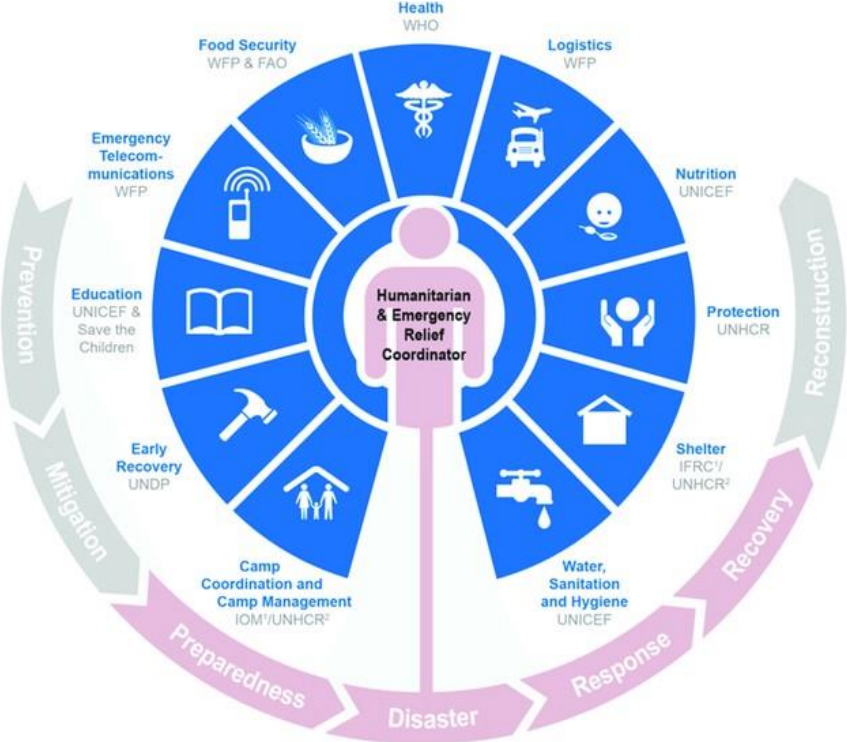 Health
WHO
Food Security
WFP & FAO
Logistics
WFP
Emergency
Telecom-
munications
WFP
Nutrition
UNICEF
Education
UNICEF &
Save the
Children
Humanitarian
& Emergency
Relief
Coordinator
Protection
UNHCR
Early
Recovery
UNDP
Shelter
IFRC¹/
UNHCR²
Camp
Coordination and
Camp Management
IOM¹/UNHCR²
Water,
Sanitation
and Hygiene
UNICEF
Prevention
Mitigation
Preparedness
Disaster
Response
Recovery
Reconstruction